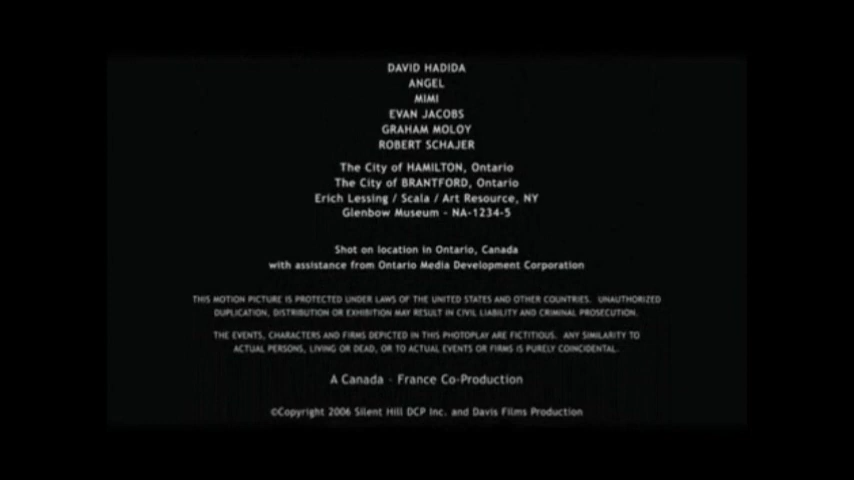 DAVID HADIDA
ANGEL
MIMI
EVAN JACOBS
GRAHAM MOLOY
ROBERT SCHAJER
The City of HAMILTON, Ontario
The City of BRANTFORD, Ontario
Erich Lessing / Scala / Art Resource, NY
Glenbow Museum - NA-1234-5
Shot on location in Ontario, Canada
with assistance from Ontario Media Development Corporation
THIS MOTION PICTURE IS PROTECTED UNDER LAWS OF THE UNITED STATES AND OTHER COUNTRIES. UNAUTHORIZED
DUPLICATION, DISTRIBUTION OR EXHIBITION MAY RESULT IN CIVIL LIABILITY AND CRIMINAL PROSECUTION.
THE EVENTS, CHARACTERS AND FIRMS DEPICTED IN THIS PHOTOPLAY ARE FICTITIOUS. ANY SIMILARITY TO
ACTUAL PERSONS, LIVING OR DEAD, OR TO ACTUAL EVENTS OR FIRMS IS PURELY COINCIDENTAL.
A Canada - France Co-Production
©Copyright 2006 Silent Hill DCP Inc. and Davis Films Production